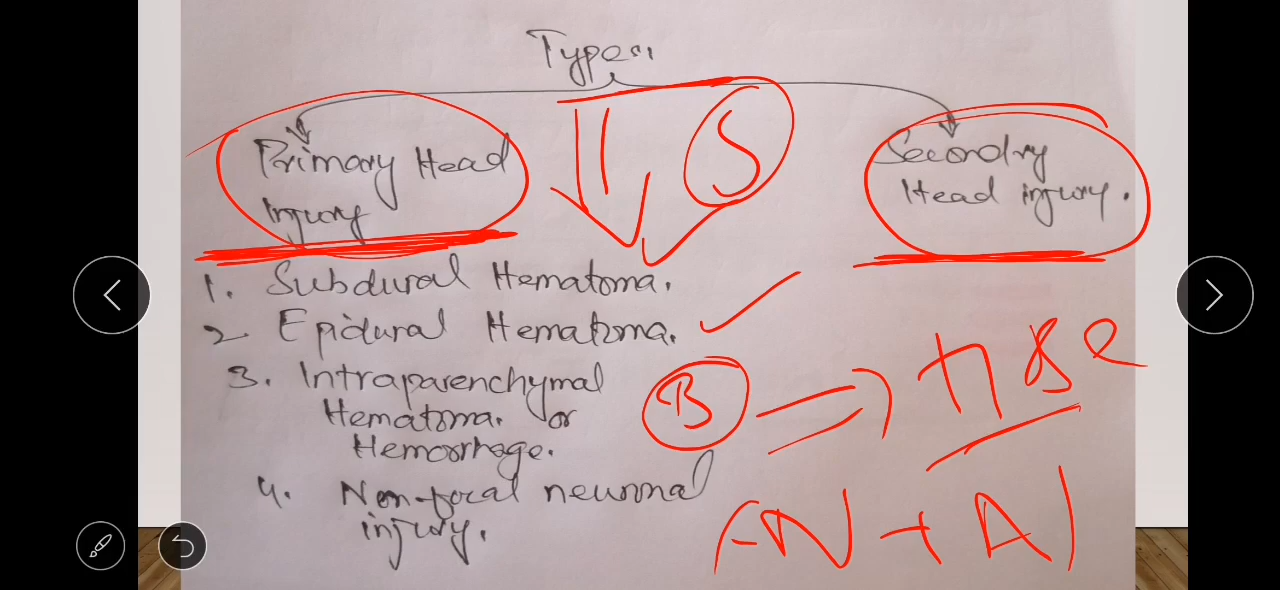 Types
Primary Head
injury
Secondry
Head injury.
S
1. Subdural Hematoma.
2. Epidural Hematoma.
3. Intraparenchymal
Hematoma. or
Hemorrhage.
4. Non-focal neuronal
injury.
B
(N + A)